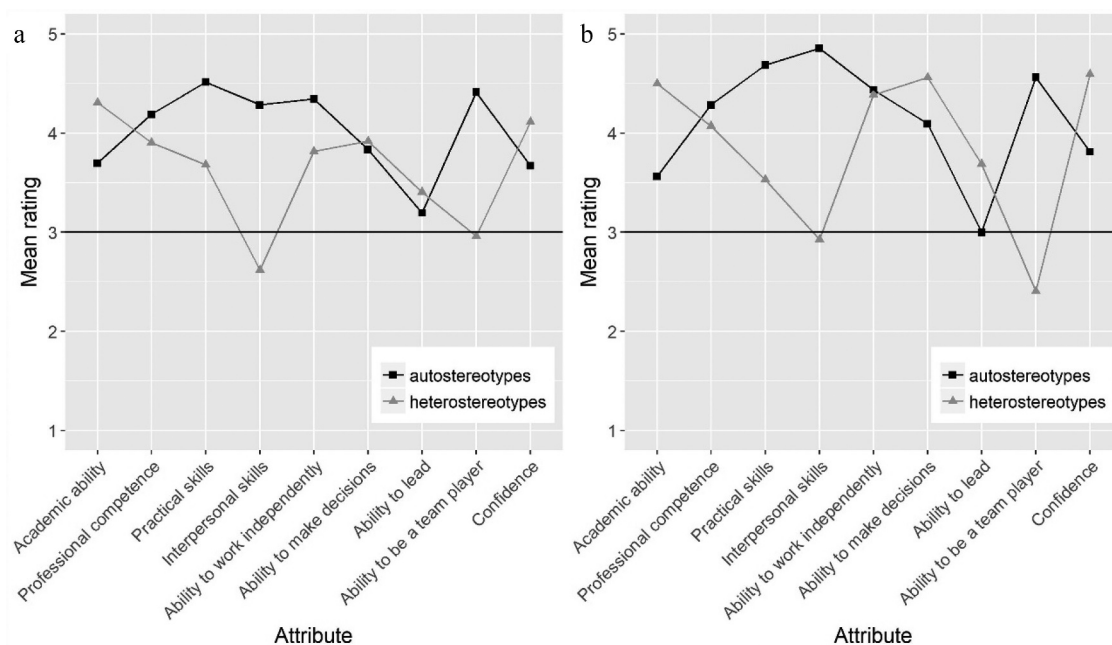 a
5
4
3
2
1
Mean rating
autostereotypes
heterostereotypes
Academic ability
Professional competence
Practical skills
Interpersonal skills
Ability to work independently
Ability to make decisions
Ability to lead
Ability to be a team player
Confidence
Attribute
b
5
4
3
2
1
Mean rating
autostereotypes
heterostereotypes
Academic ability
Professional competence
Practical skills
Interpersonal skills
Ability to work independently
Ability to make decisions
Ability to lead
Ability to be a team player
Confidence
Attribute